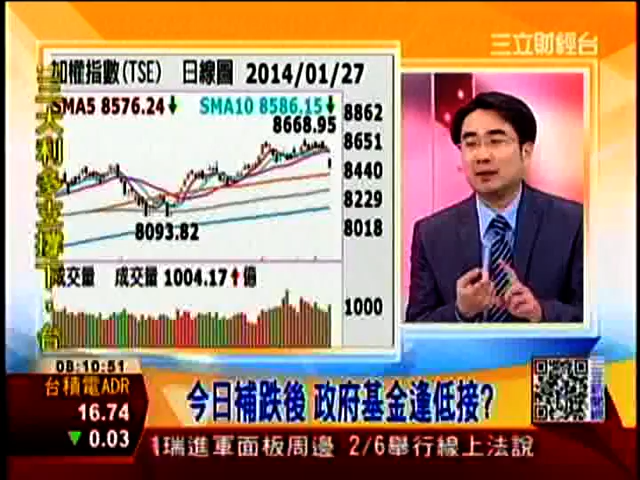 三立財經台
加權指數(TSE) 日線圖 2014/01/27
SMA5 8576.24↓ SMA10 8586.15↓
8862
8668.95
8651
8440
8229
8093.82
8018
成交量 成交量 1004.17↑億
1000
08:10:51
台積電ADR
16.74
▼0.03
今日補跌後 政府基金逢低接?
瑞進軍面板周邊 2/6舉行線上法說